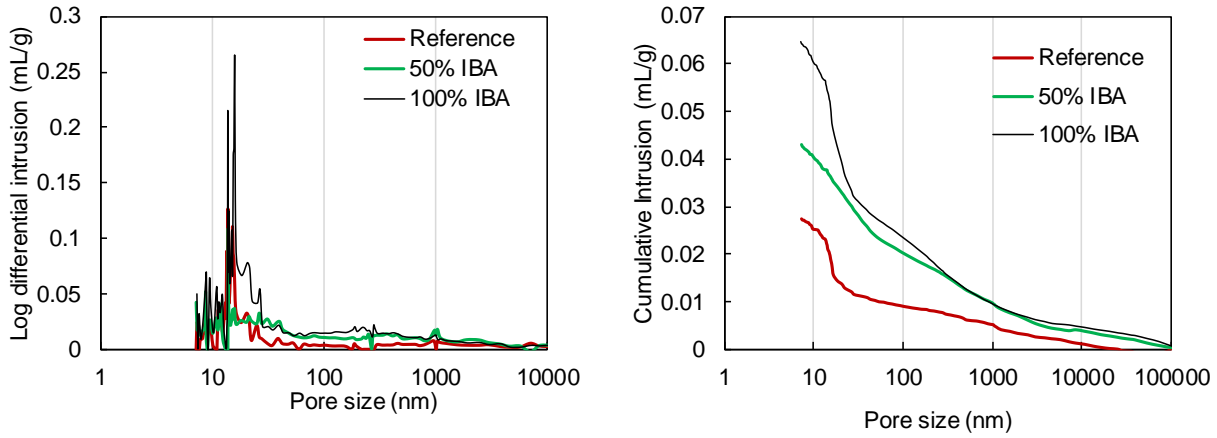 Log differential intrusion (mL/g)
0.3
0.25
0.2
0.15
0.1
0.05
0
1
10
100
1000
10000
Pore size (nm)
Reference
50% IBA
100% IBA
Cumulative Intrusion (mL/g)
0.07
0.06
0.05
0.04
0.03
0.02
0.01
0
1
10
100
1000
10000
100000
Pore size (nm)
Reference
50% IBA
100% IBA